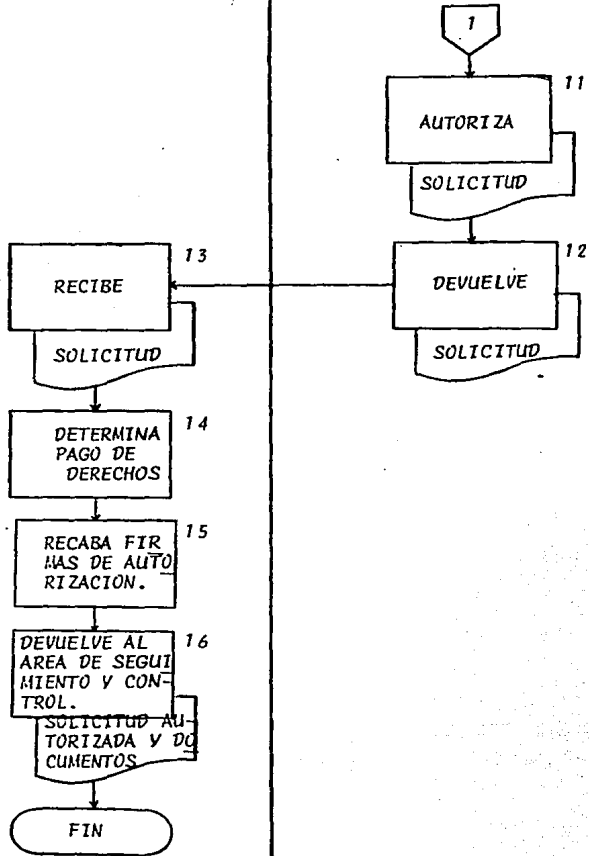 1
11
AUTORIZA
SOLICITUD
12
DEVUELVE
SOLICITUD
13
RECIBE
SOLICITUD
14
DETERMINA
PAGO DE
DERECHOS
15
RECABA FIR
MAS DE AUTO
RIZACION.
16
DEVUELVE AL
AREA DE SEGUI
MIENTO Y CON-
TROL.
SOLICITUD AU-
TORIZADA Y DO
CUMENTOS
FIN